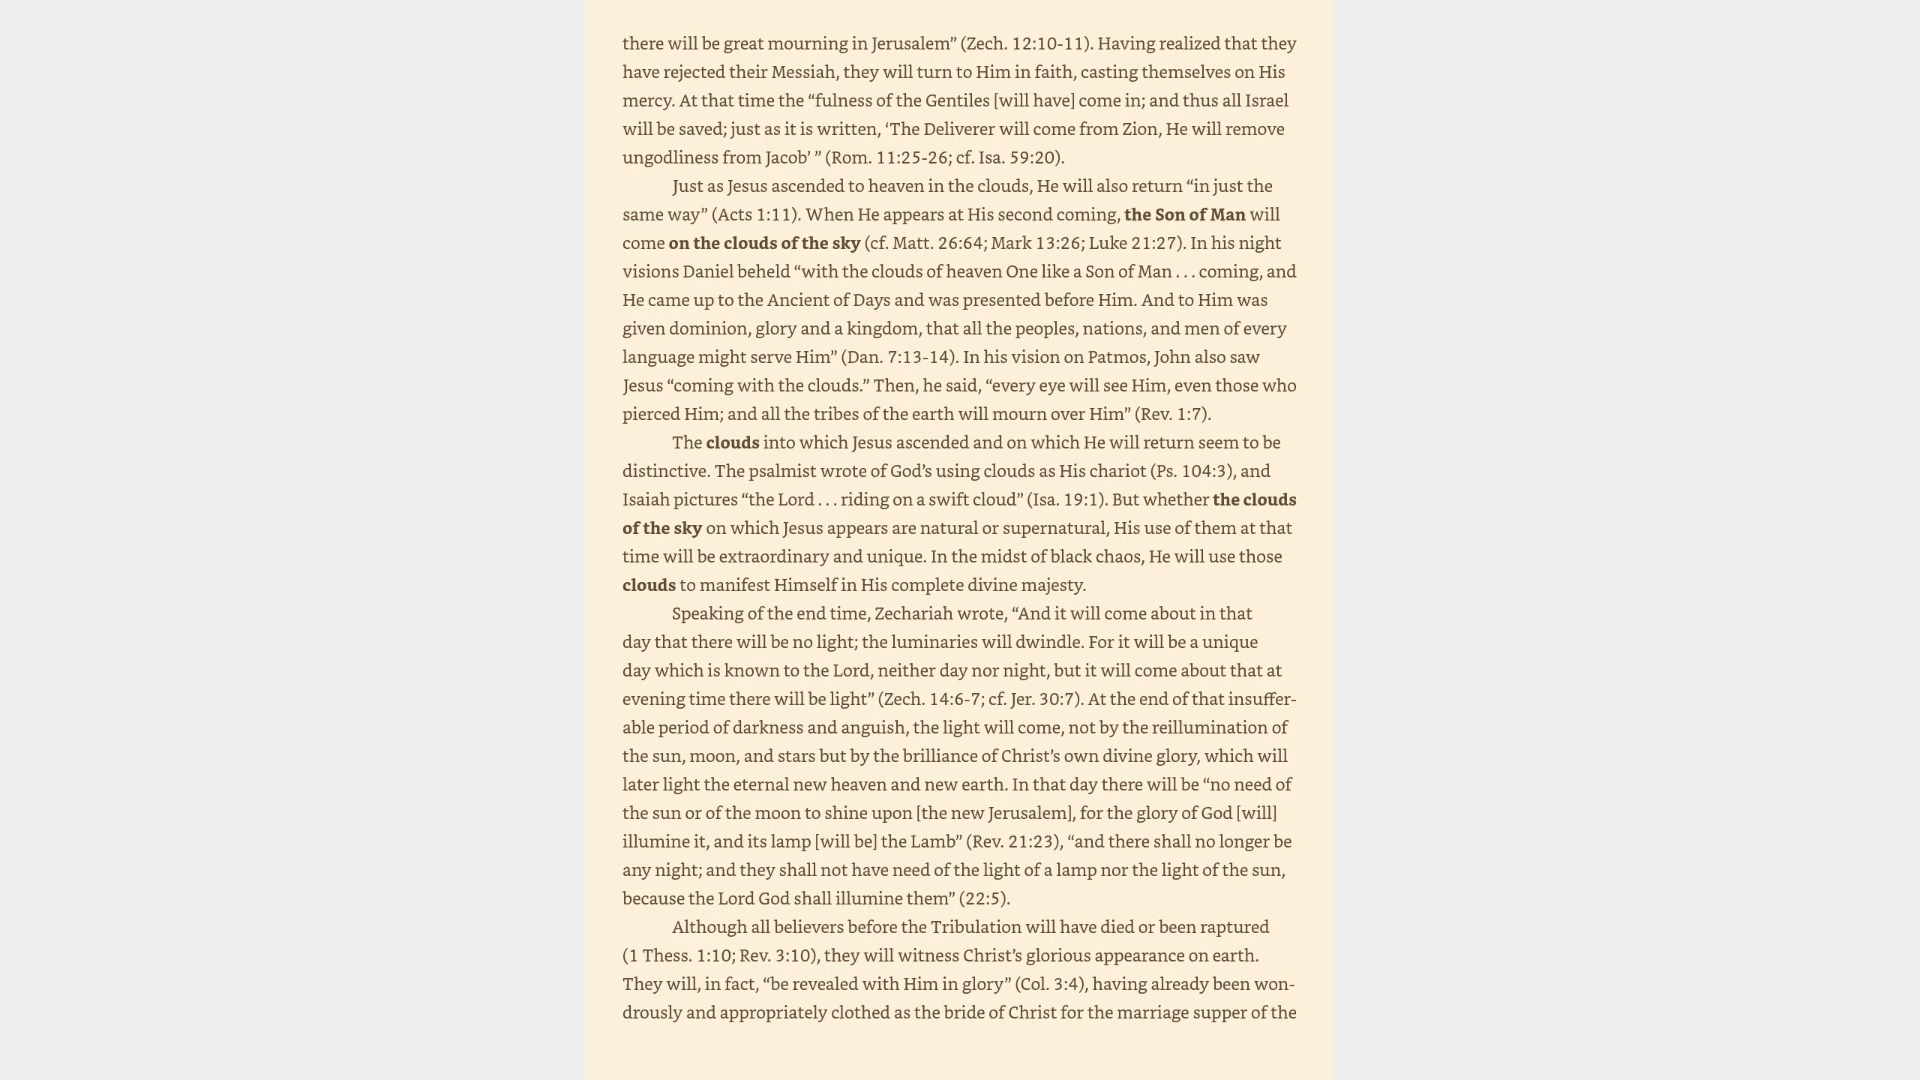 there will be great mourning in Jerusalem” (Zech. 12:10-11). Having realized that they
have rejected their Messiah, they will turn to Him in faith, casting themselves on His
mercy. At that time the “fulness of the Gentiles [will have] come in; and thus all Israel
will be saved; just as it is written, ‘The Deliverer will come from Zion, He will remove
ungodliness from Jacob’ ” (Rom. 11:25-26; cf. Isa. 59:20).
Just as Jesus ascended to heaven in the clouds, He will also return “in just the
same way” (Acts 1:11). When He appears at His second coming, the Son of Man will
come on the clouds of the sky (cf. Matt. 26:64; Mark 13:26; Luke 21:27). In his night
visions Daniel beheld “with the clouds of heaven One like a Son of Man . . . coming, and
He came up to the Ancient of Days and was presented before Him. And to Him was
given dominion, glory and a kingdom, that all the peoples, nations, and men of every
language might serve Him” (Dan. 7:13-14). In his vision on Patmos, John also saw
Jesus “coming with the clouds.” Then, he said, “every eye will see Him, even those who
pierced Him; and all the tribes of the earth will mourn over Him” (Rev. 1:7).
The clouds into which Jesus ascended and on which He will return seem to be
distinctive. The psalmist wrote of God’s using clouds as His chariot (Ps. 104:3), and
Isaiah pictures “the Lord . . . riding on a swift cloud” (Isa. 19:1). But whether the clouds
of the sky on which Jesus appears are natural or supernatural, His use of them at that
time will be extraordinary and unique. In the midst of black chaos, He will use those
clouds to manifest Himself in His complete divine majesty.
Speaking of the end time, Zechariah wrote, “And it will come about in that
day that there will be no light; the luminaries will dwindle. For it will be a unique
day which is known to the Lord, neither day nor night, but it will come about that at
evening time there will be light” (Zech. 14:6-7; cf. Jer. 30:7). At the end of that insuffer-
able period of darkness and anguish, the light will come, not by the reillumination of
the sun, moon, and stars but by the brilliance of Christ’s own divine glory, which will
later light the eternal new heaven and new earth. In that day there will be “no need of
the sun or of the moon to shine upon [the new Jerusalem], for the glory of God [will]
illumine it, and its lamp [will be] the Lamb” (Rev. 21:23), “and there shall no longer be
any night; and they shall not have need of the light of a lamp nor the light of the sun,
because the Lord God shall illumine them” (22:5).
Although all believers before the Tribulation will have died or been raptured
(1 Thess. 1:10; Rev. 3:10), they will witness Christ’s glorious appearance on earth.
They will, in fact, “be revealed with Him in glory” (Col. 3:4), having already been won-
drously and appropriately clothed as the bride of Christ for the marriage supper of the